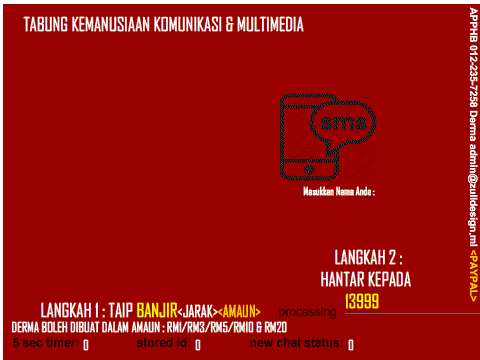 TABUNG KEMANUSIAAN KOMUNIKASI & MULTIMEDIA
APPHB 012-235-7258 Derma admin@zulldesign.ml <PAYPAL>
sms
Masukkan Nama Anda :
LANGKAH 2 :
HANTAR KEPADA
13999
LANGKAH 1 : TAIP BANJIR<JARAK><AMAUN>
processing
DERMA BOLEH DIBUAT DALAM AMAUN : RM1/RM3/RM5/RM10 & RM20
5 sec timer: 0 stored id: 0 new chat status: 0